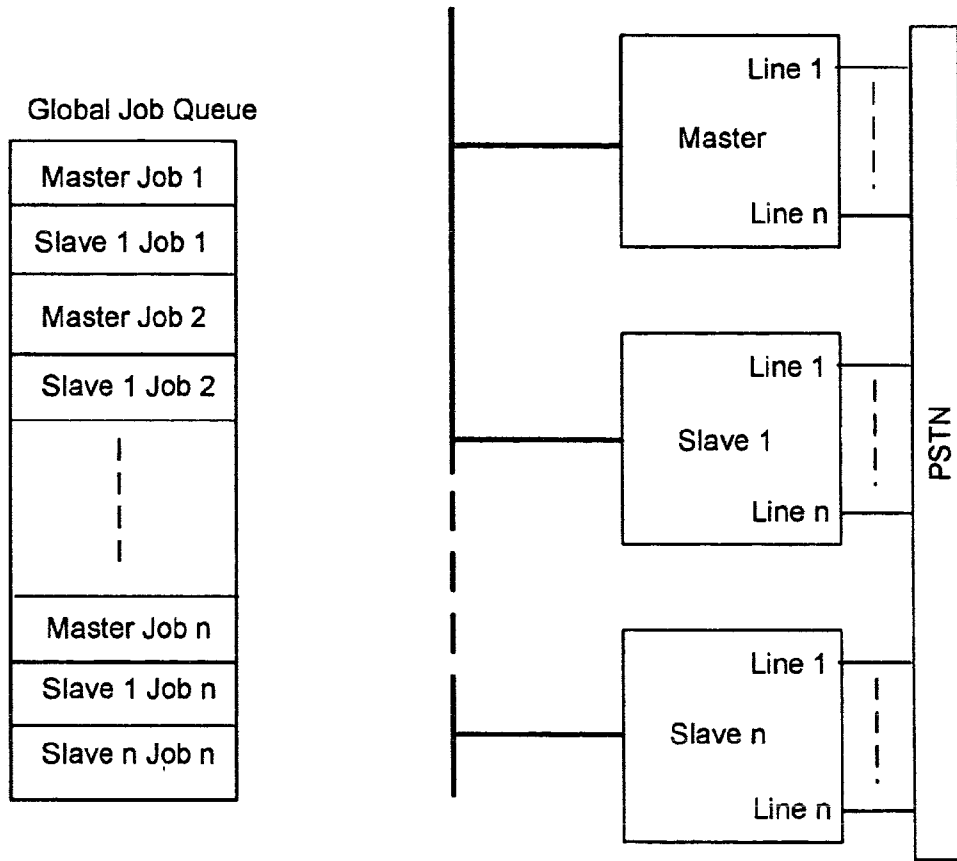 Global Job Queue
Master Job 1
Slave 1 Job 1
Master Job 2
Slave 1 Job 2
Master Job n
Slave 1 Job n
Slave n Job n
Line 1
Master
Line n
Line 1
Slave 1
Line n
Line 1
Slave n
Line n
PSTN